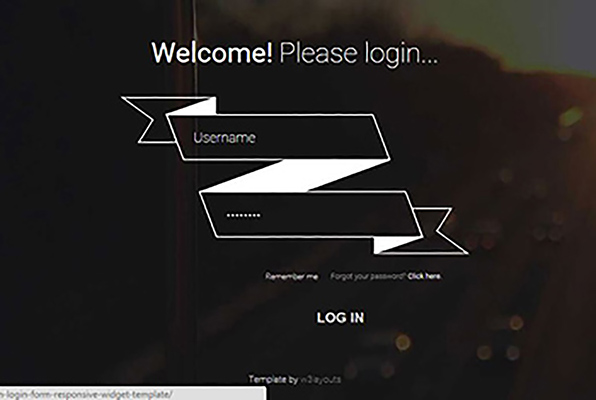 Welcome! Please login...
Username
••••••••
Remember me Forgot your password? Click here.
LOG IN
Template by w3layouts
n-login-form-responsive-widget-template/